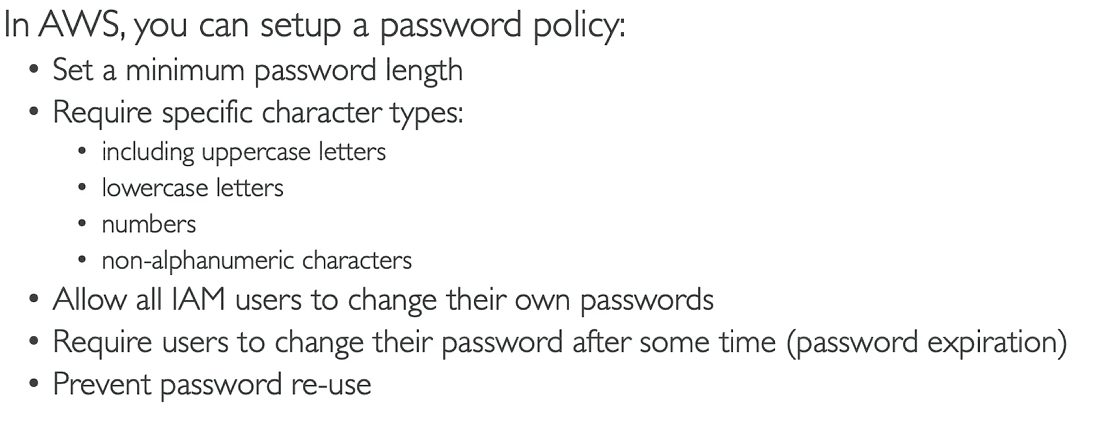 In AWS, you can setup a password policy:
• Set a minimum password length
• Require specific character types:
• including uppercase letters
• lowercase letters
• numbers
• non-alphanumeric characters
• Allow all IAM users to change their own passwords
• Require users to change their password after some time (password expiration)
• Prevent password re-use